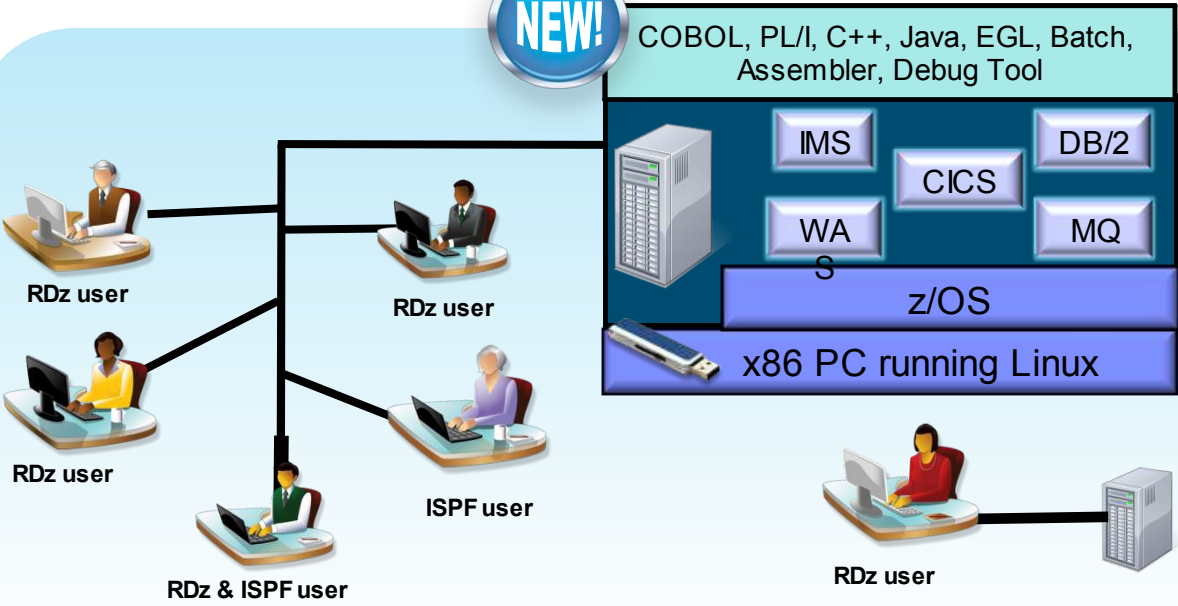 NEW!
COBOL, PL/I, C++, Java, EGL, Batch,
Assembler, Debug Tool
IMS
DB/2
CICS
WA
S
MQ
z/OS
x86 PC running Linux
RDz user
RDz user
RDz user
ISPF user
RDz & ISPF user
RDz user